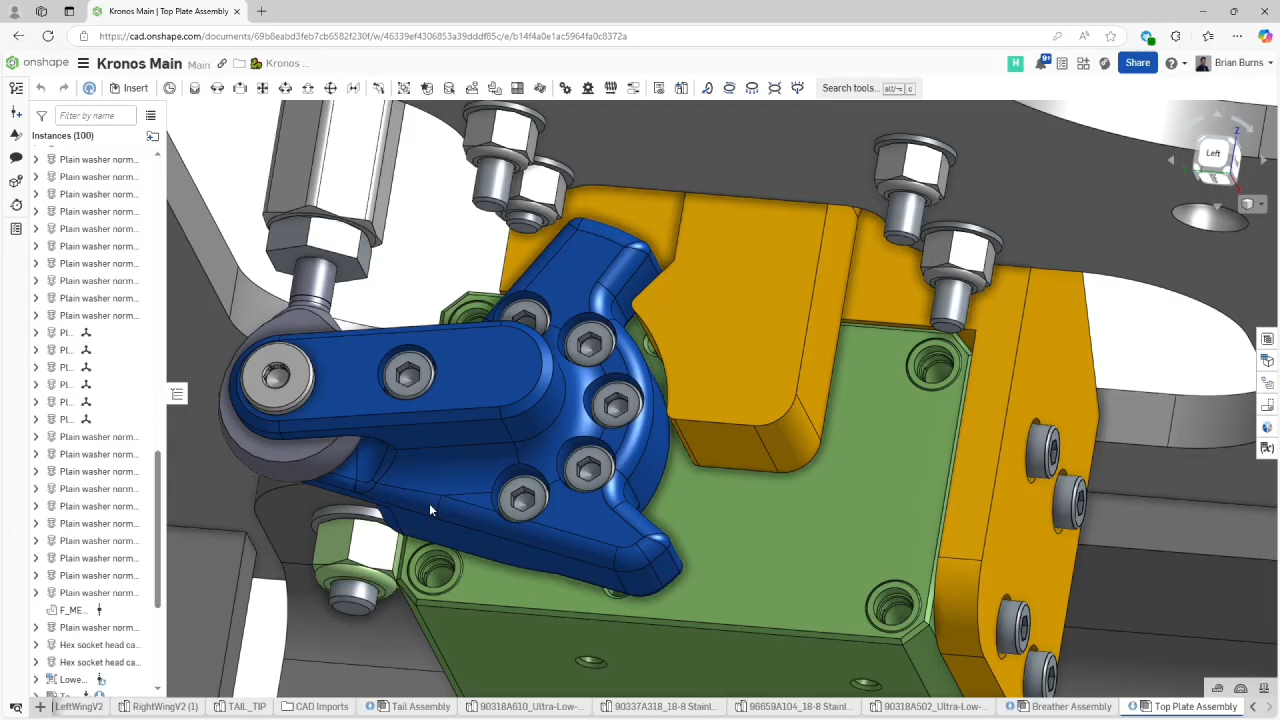 Kronos Main | Top Plate Assembly
https://cad.onshape.com/documents/69b8eabd3feb7cb6582f230f/w/46339ef4306853a39dddf85c/e/b14f4a0e1ac5964fa0c8372a
onshape
Kronos Main
Main
Kronos ...
H
9+
Share
Brian Burns
Insert
Search tools... alt/⌥ c
Filter by name
Instances (100)
Plain washer norm...
Plain washer norm...
Plain washer norm...
Plain washer norm...
Plain washer norm...
Plain washer norm...
Plain washer norm...
Plain washer norm...
Plain washer norm...
Plain washer norm...
Pl...
Pl...
Pl...
Pl...
Pl...
Pl...
Plain washer norm...
Plain washer norm...
Plain washer norm...
Plain washer norm...
Plain washer norm...
Plain washer norm...
Plain washer norm...
Plain washer norm...
Plain washer norm...
Plain washer norm...
F_ME...
Plain washer norm...
Hex socket head ca...
Hex socket head ca...
Lowe...
Left
Z
LeftWingV2
RightWingV2 (1)
TAIL_TIP
CAD Imports
Tail Assembly
90318A610_Ultra-Low-...
90337A318_18-8 Stainl...
96659A104_18-8 Stainl...
90318A502_Ultra-Low-...
Breather Assembly
Top Plate Assembly